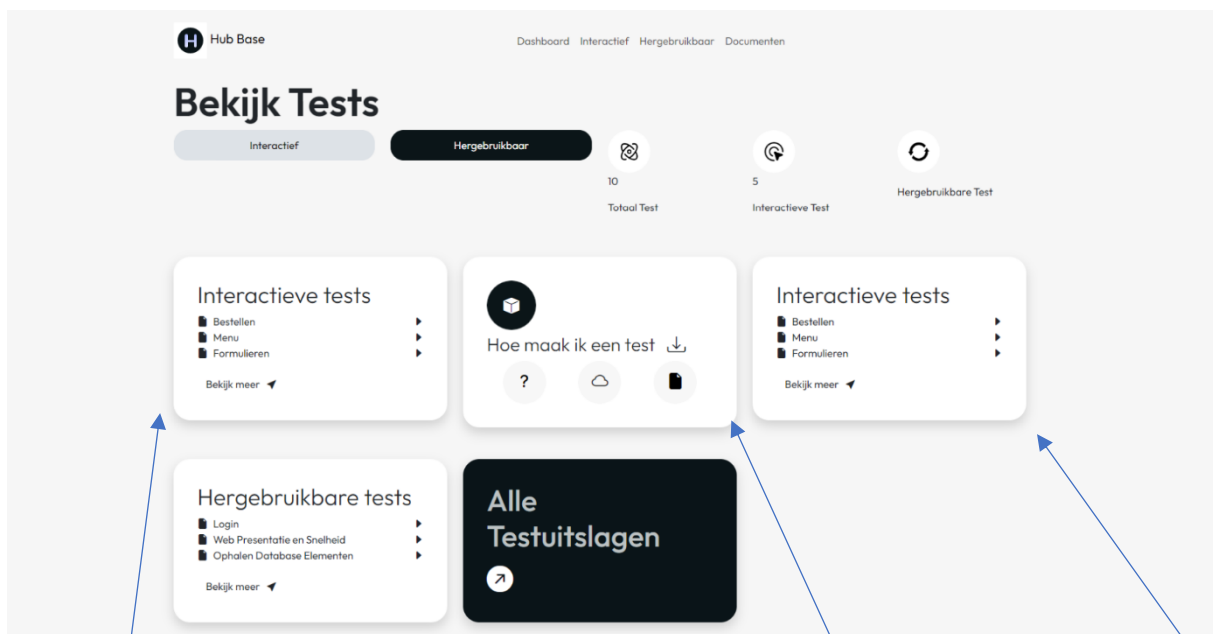 H Hub Base
Dashboard Interactief Hergebruikbaar Documenten
Bekijk Tests
Interactief
Hergebruikbaar
10
Totaal Test
5
Interactieve Test
Hergebruikbare Test
Interactieve tests
Bestellen
Menu
Formulieren
Bekijk meer
Hoe maak ik een test
?
Interactieve tests
Bestellen
Menu
Formulieren
Bekijk meer
Hergebruikbare tests
Login
Web Presentatie en Snelheid
Ophalen Database Elementen
Bekijk meer
Alle
Testuitslagen